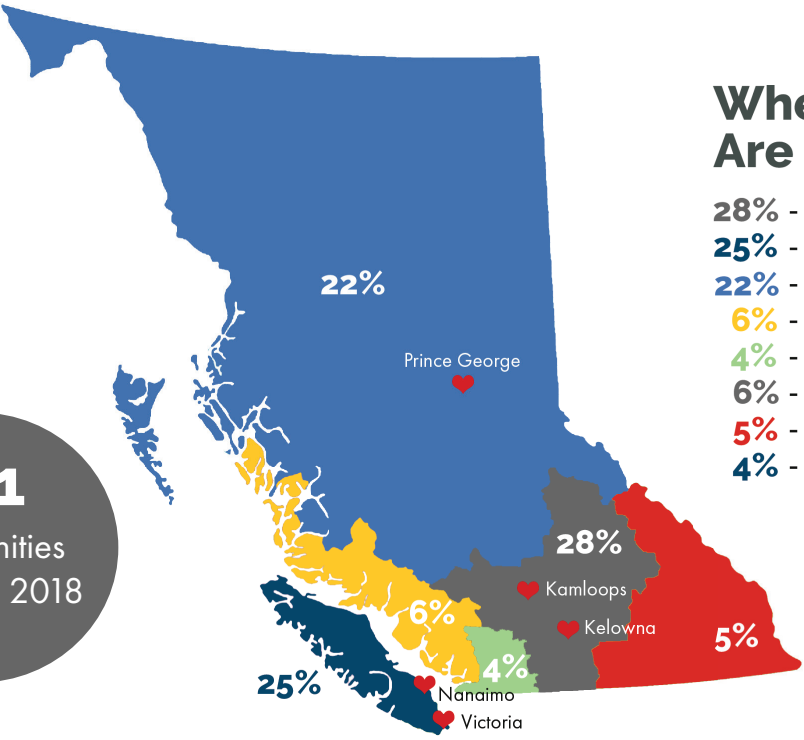 Whe
Are
28% -
25% -
22% -
6% -
4% -
6% -
5% -
4% -
22%
Prince George
1
nities
2018
28%
Kamloops
Kelowna
6%
5%
4%
25%
Nanaimo
Victoria